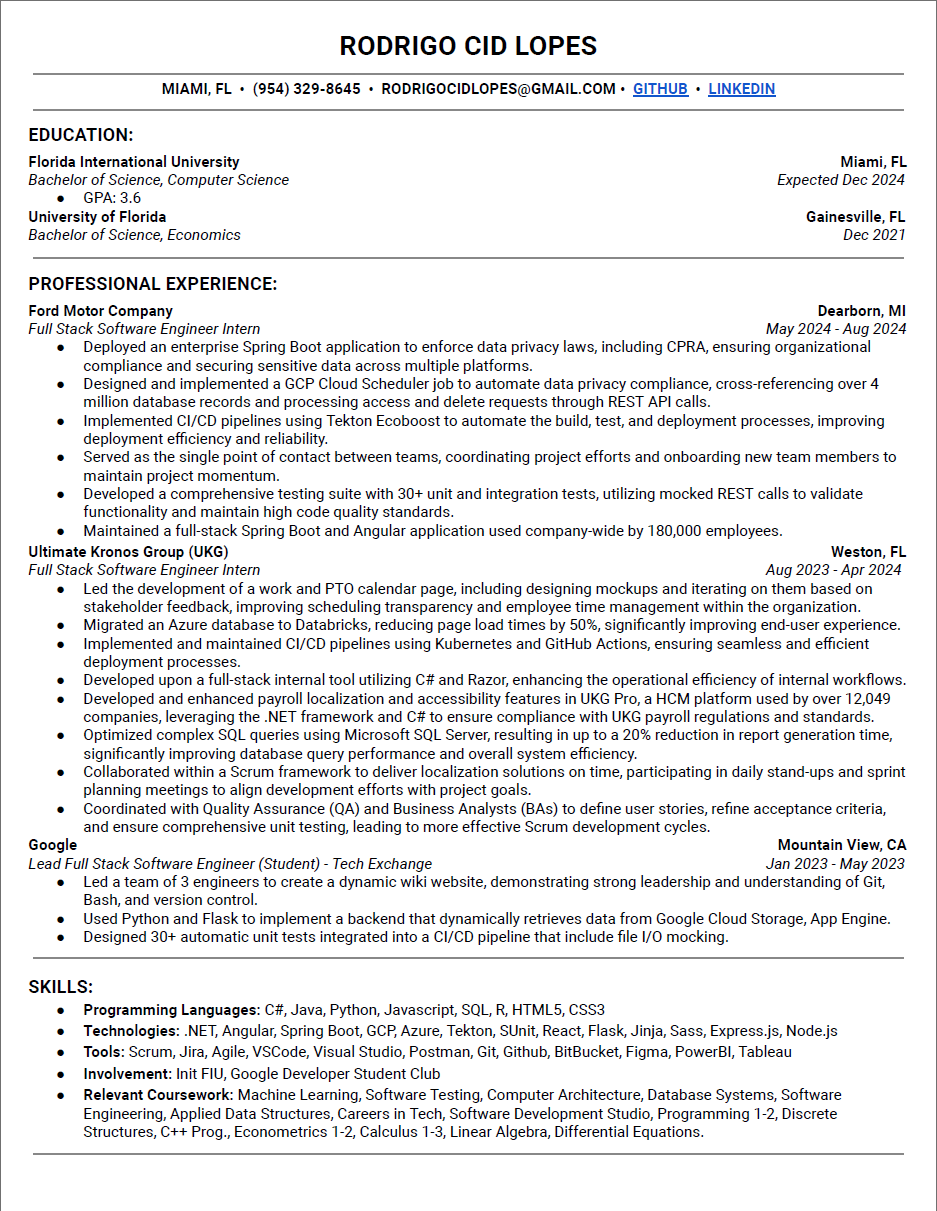 RODRIGO CID LOPES
MIAMI, FL • (954) 329-8645 • RODRIGOCIDLOPES@GMAIL.COM • GITHUB • LINKEDIN
EDUCATION:
Florida International University Miami, FL
Bachelor of Science, Computer Science Expected Dec 2024
● GPA: 3.6
University of Florida Gainesville, FL
Bachelor of Science, Economics Dec 2021
PROFESSIONAL EXPERIENCE:
Ford Motor Company Dearborn, MI
Full Stack Software Engineer Intern May 2024 - Aug 2024
● Deployed an enterprise Spring Boot application to enforce data privacy laws, including CPRA, ensuring organizational
compliance and securing sensitive data across multiple platforms.
● Designed and implemented a GCP Cloud Scheduler job to automate data privacy compliance, cross-referencing over 4
million database records and processing access and delete requests through REST API calls.
● Implemented CI/CD pipelines using Tekton Ecoboost to automate the build, test, and deployment processes, improving
deployment efficiency and reliability.
● Served as the single point of contact between teams, coordinating project efforts and onboarding new team members to
maintain project momentum.
● Developed a comprehensive testing suite with 30+ unit and integration tests, utilizing mocked REST calls to validate
functionality and maintain high code quality standards.
● Maintained a full-stack Spring Boot and Angular application used company-wide by 180,000 employees.
Ultimate Kronos Group (UKG) Weston, FL
Full Stack Software Engineer Intern Aug 2023 - Apr 2024
● Led the development of a work and PTO calendar page, including designing mockups and iterating on them based on
stakeholder feedback, improving scheduling transparency and employee time management within the organization.
● Migrated an Azure database to Databricks, reducing page load times by 50%, significantly improving end-user experience.
● Implemented and maintained CI/CD pipelines using Kubernetes and GitHub Actions, ensuring seamless and efficient
deployment processes.
● Developed upon a full-stack internal tool utilizing C# and Razor, enhancing the operational efficiency of internal workflows.
● Developed and enhanced payroll localization and accessibility features in UKG Pro, a HCM platform used by over 12,049
companies, leveraging the .NET framework and C# to ensure compliance with UKG payroll regulations and standards.
● Optimized complex SQL queries using Microsoft SQL Server, resulting in up to a 20% reduction in report generation time,
significantly improving database query performance and overall system efficiency.
● Collaborated within a Scrum framework to deliver localization solutions on time, participating in daily stand-ups and sprint
planning meetings to align development efforts with project goals.
● Coordinated with Quality Assurance (QA) and Business Analysts (BAs) to define user stories, refine acceptance criteria,
and ensure comprehensive unit testing, leading to more effective Scrum development cycles.
Google Mountain View, CA
Lead Full Stack Software Engineer (Student) - Tech Exchange Jan 2023 - May 2023
● Led a team of 3 engineers to create a dynamic wiki website, demonstrating strong leadership and understanding of Git,
Bash, and version control.
● Used Python and Flask to implement a backend that dynamically retrieves data from Google Cloud Storage, App Engine.
● Designed 30+ automatic unit tests integrated into a CI/CD pipeline that include file I/O mocking.
SKILLS:
● Programming Languages: C#, Java, Python, Javascript, SQL, R, HTML5, CSS3
● Technologies: .NET, Angular, Spring Boot, GCP, Azure, Tekton, SUnit, React, Flask, Jinja, Sass, Express.js, Node.js
● Tools: Scrum, Jira, Agile, VSCode, Visual Studio, Postman, Git, Github, BitBucket, Figma, PowerBI, Tableau
● Involvement: Init FIU, Google Developer Student Club
● Relevant Coursework: Machine Learning, Software Testing, Computer Architecture, Database Systems, Software
Engineering, Applied Data Structures, Careers in Tech, Software Development Studio, Programming 1-2, Discrete
Structures, C++ Prog., Econometrics 1-2, Calculus 1-3, Linear Algebra, Differential Equations.